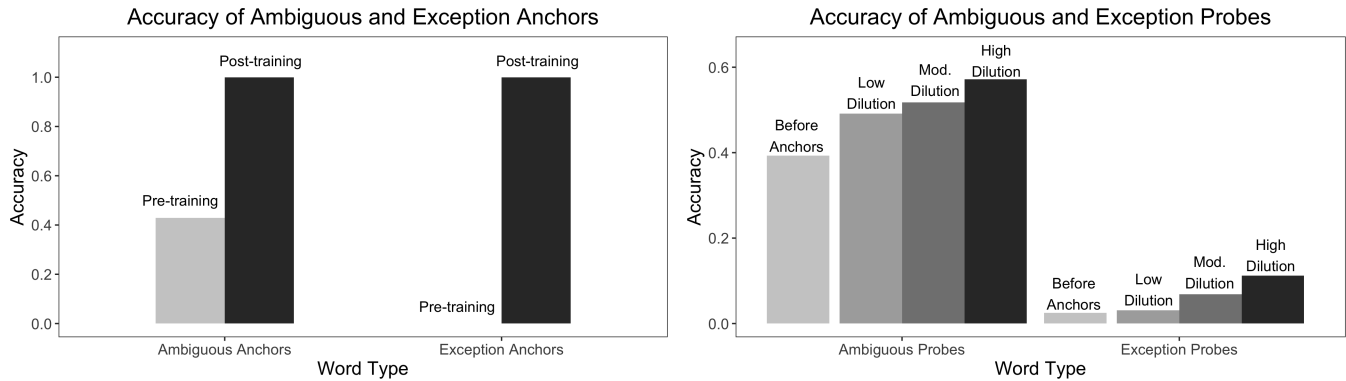 Accuracy of Ambiguous and Exception Anchors
Accuracy
1.0
0.8
0.6
0.4
0.2
0.0
Pre-training
Post-training
Pre-training
Post-training
Ambiguous Anchors
Exception Anchors
Word Type
Accuracy of Ambiguous and Exception Probes
Accuracy
0.6
0.4
0.2
0.0
Before
Anchors
Low
Dilution
Mod.
Dilution
High
Dilution
Before
Anchors
Low
Dilution
Mod.
Dilution
High
Dilution
Ambiguous Probes
Exception Probes
Word Type